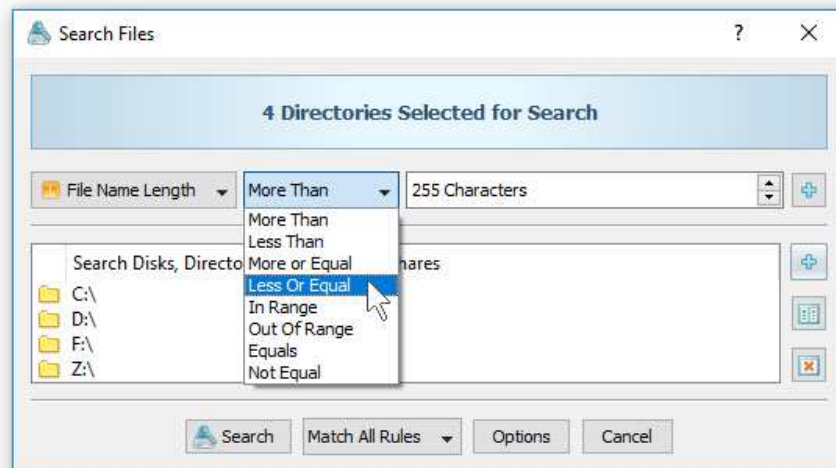 Search Files
4 Directories Selected for Search
File Name Length More Than 255 Characters
More Than
Less Than
More or Equal
Less Or Equal
In Range
Out Of Range
Equals
Not Equal
Search Disks,
C:\
D:\
F:\
Z:\
Search Match All Rules Options Cancel